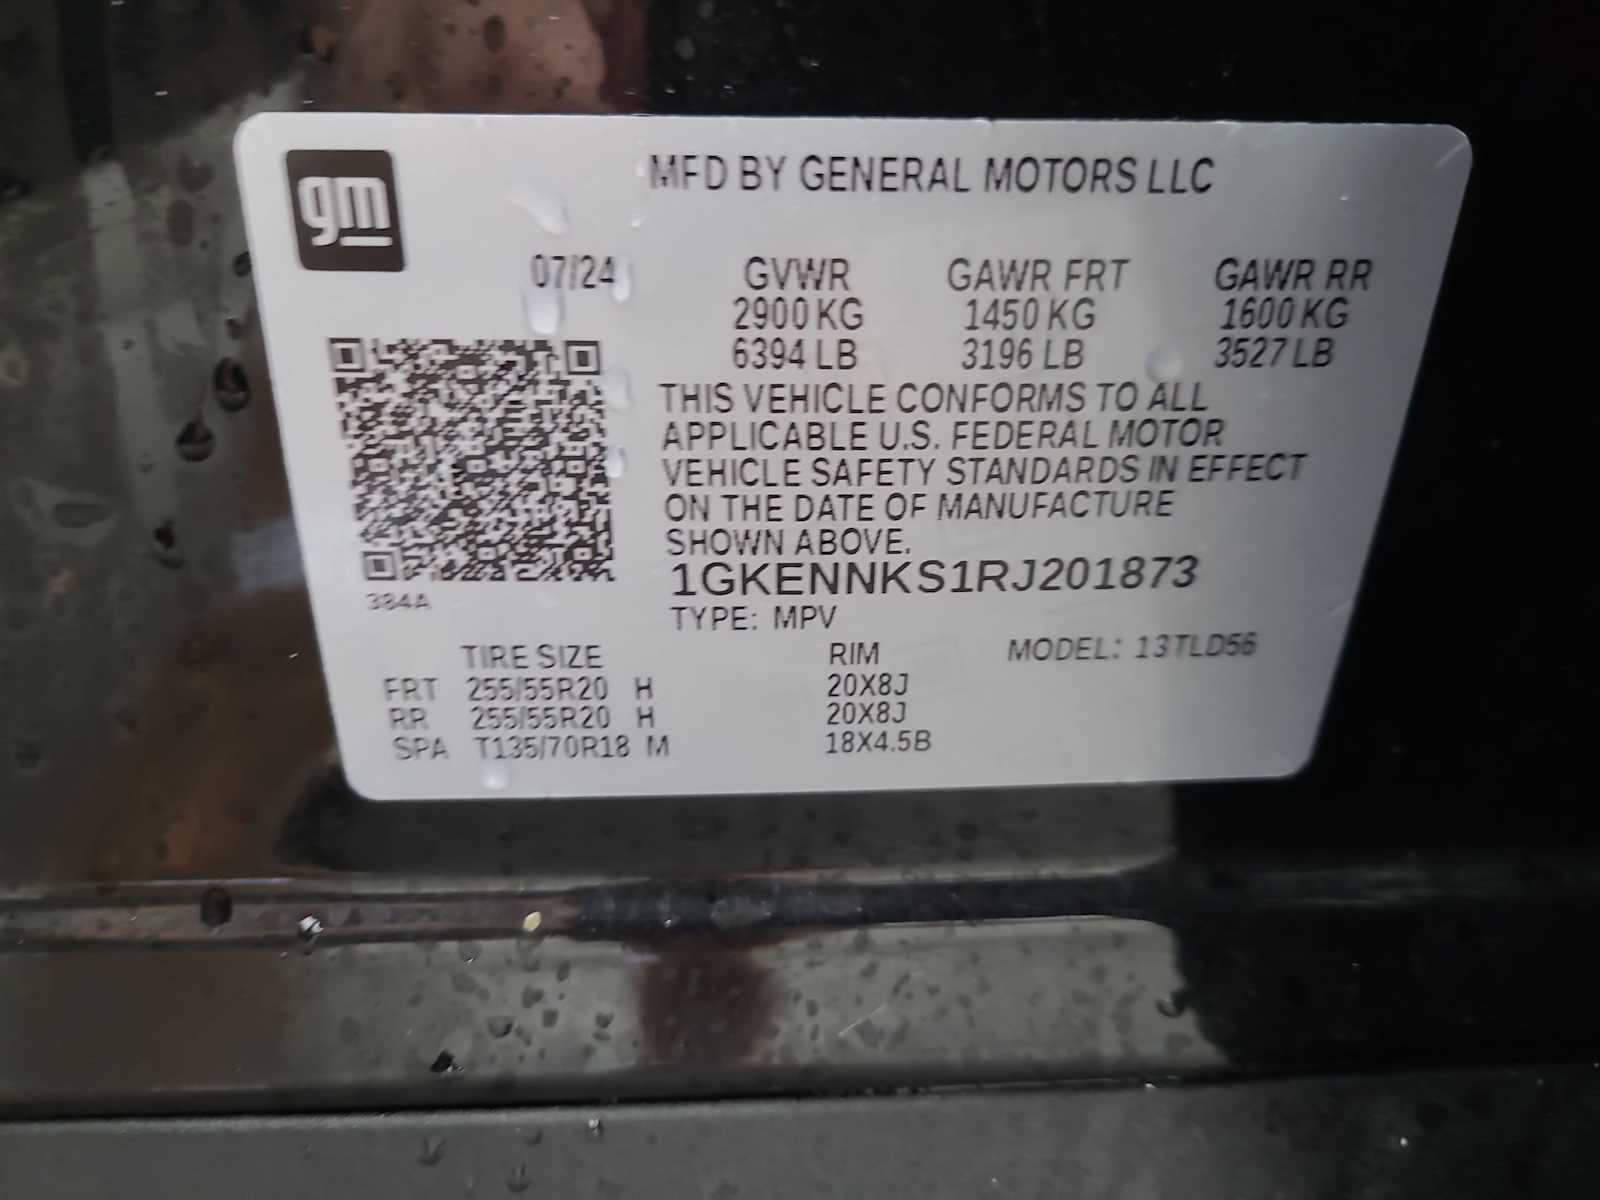 gm
MFD BY GENERAL MOTORS LLC
07/24 GVWR GAWR FRT GAWR RR
2900 KG 1450 KG 1600 KG
6394 LB 3196 LB 3527 LB
THIS VEHICLE CONFORMS TO ALL
APPLICABLE U.S. FEDERAL MOTOR
VEHICLE SAFETY STANDARDS IN EFFECT
ON THE DATE OF MANUFACTURE
SHOWN ABOVE.
1GKENNKS1RJ201873
384A
TYPE: MPV
TIRE SIZE RIM MODEL: 13TLD56
FRT 255/55R20 H 20X8J
RR 255/55R20 H 20X8J
SPA T135/70R18 M 18X4.5B